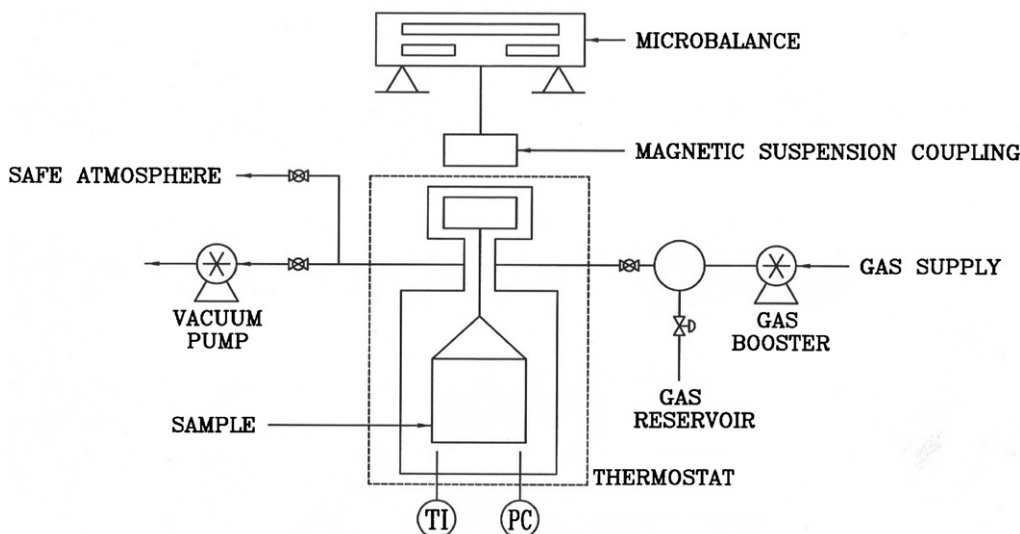 MICROBALANCE
MAGNETIC SUSPENSION COUPLING
SAFE ATMOSPHERE
GAS SUPPLY
VACUUM
PUMP
GAS
BOOSTER
GAS
RESERVOIR
SAMPLE
THERMOSTAT
TI
PC